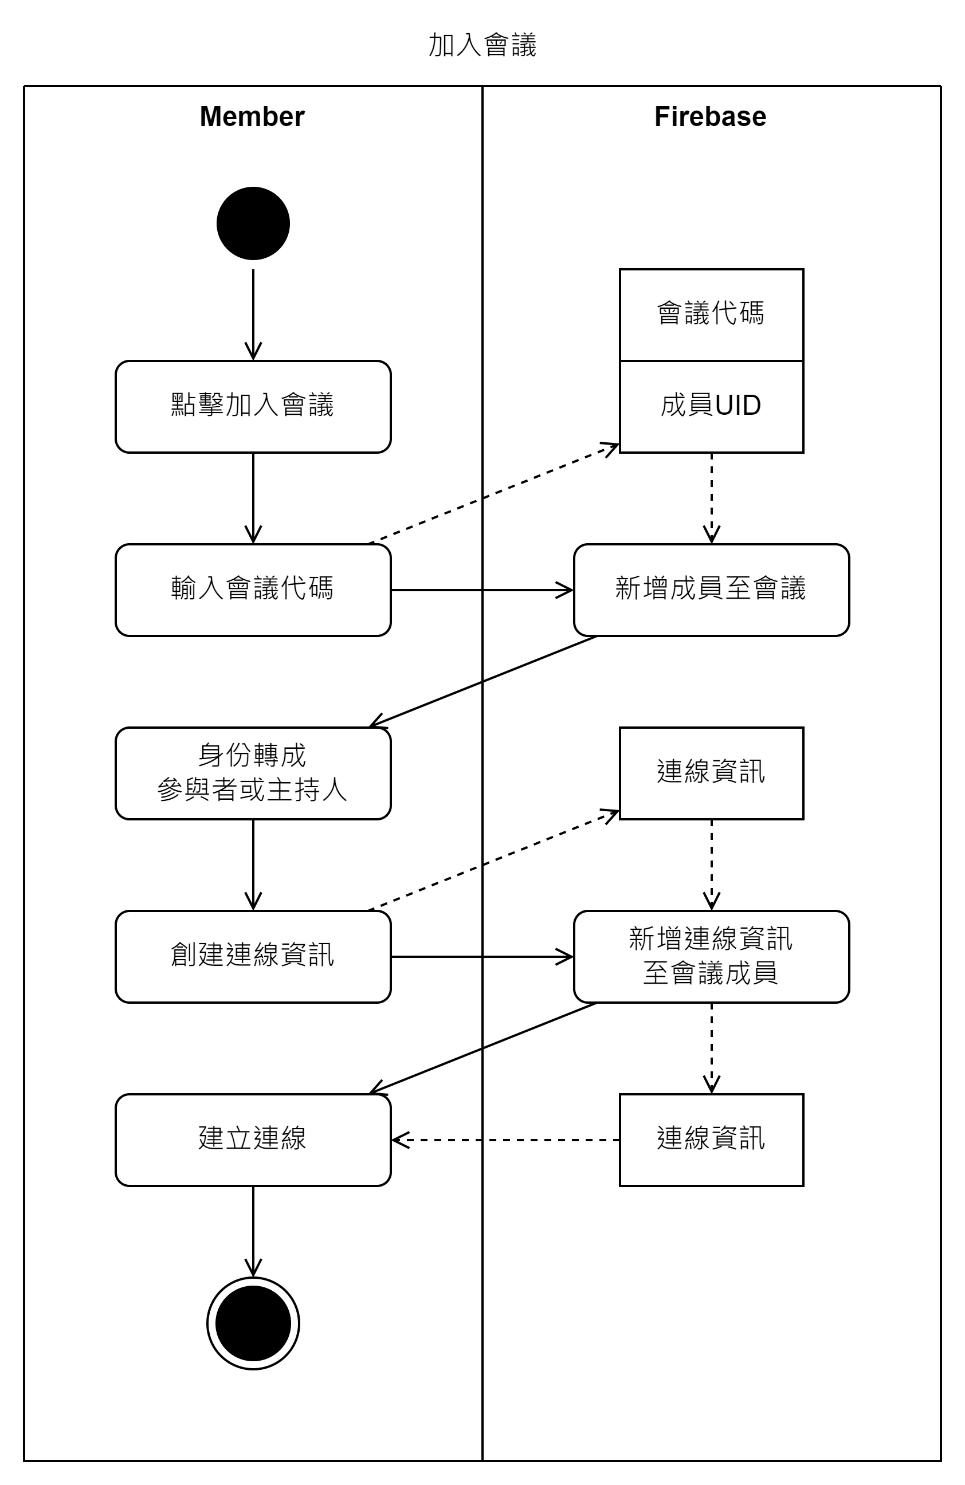 加入會議
Member
Firebase
會議代碼
點擊加入會議
成員UID
輸入會議代碼
新增成員至會議
身份轉成
參與者或主持人
連線資訊
創建連線資訊
新增連線資訊
至會議成員
建立連線
連線資訊